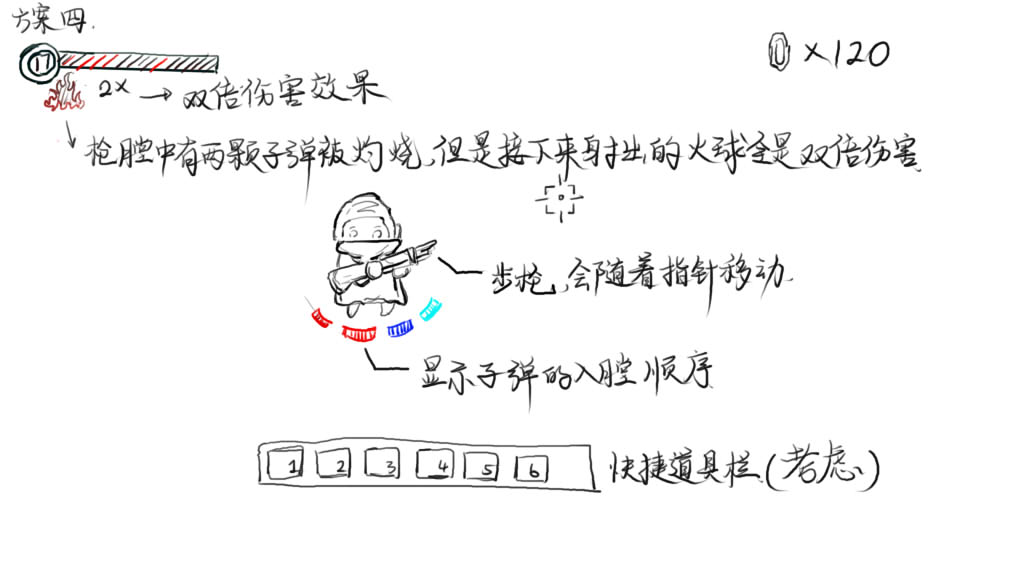 方案四.
17
0 ×120
2× → 双倍伤害效果
枪膛中有两颗子弹被灼烧,但是接下来射出的火球全是双倍伤害
步枪,会随着指针移动.
显示子弹的入膛顺序
1 2 3 4 5 6 快捷道具栏(考虑)